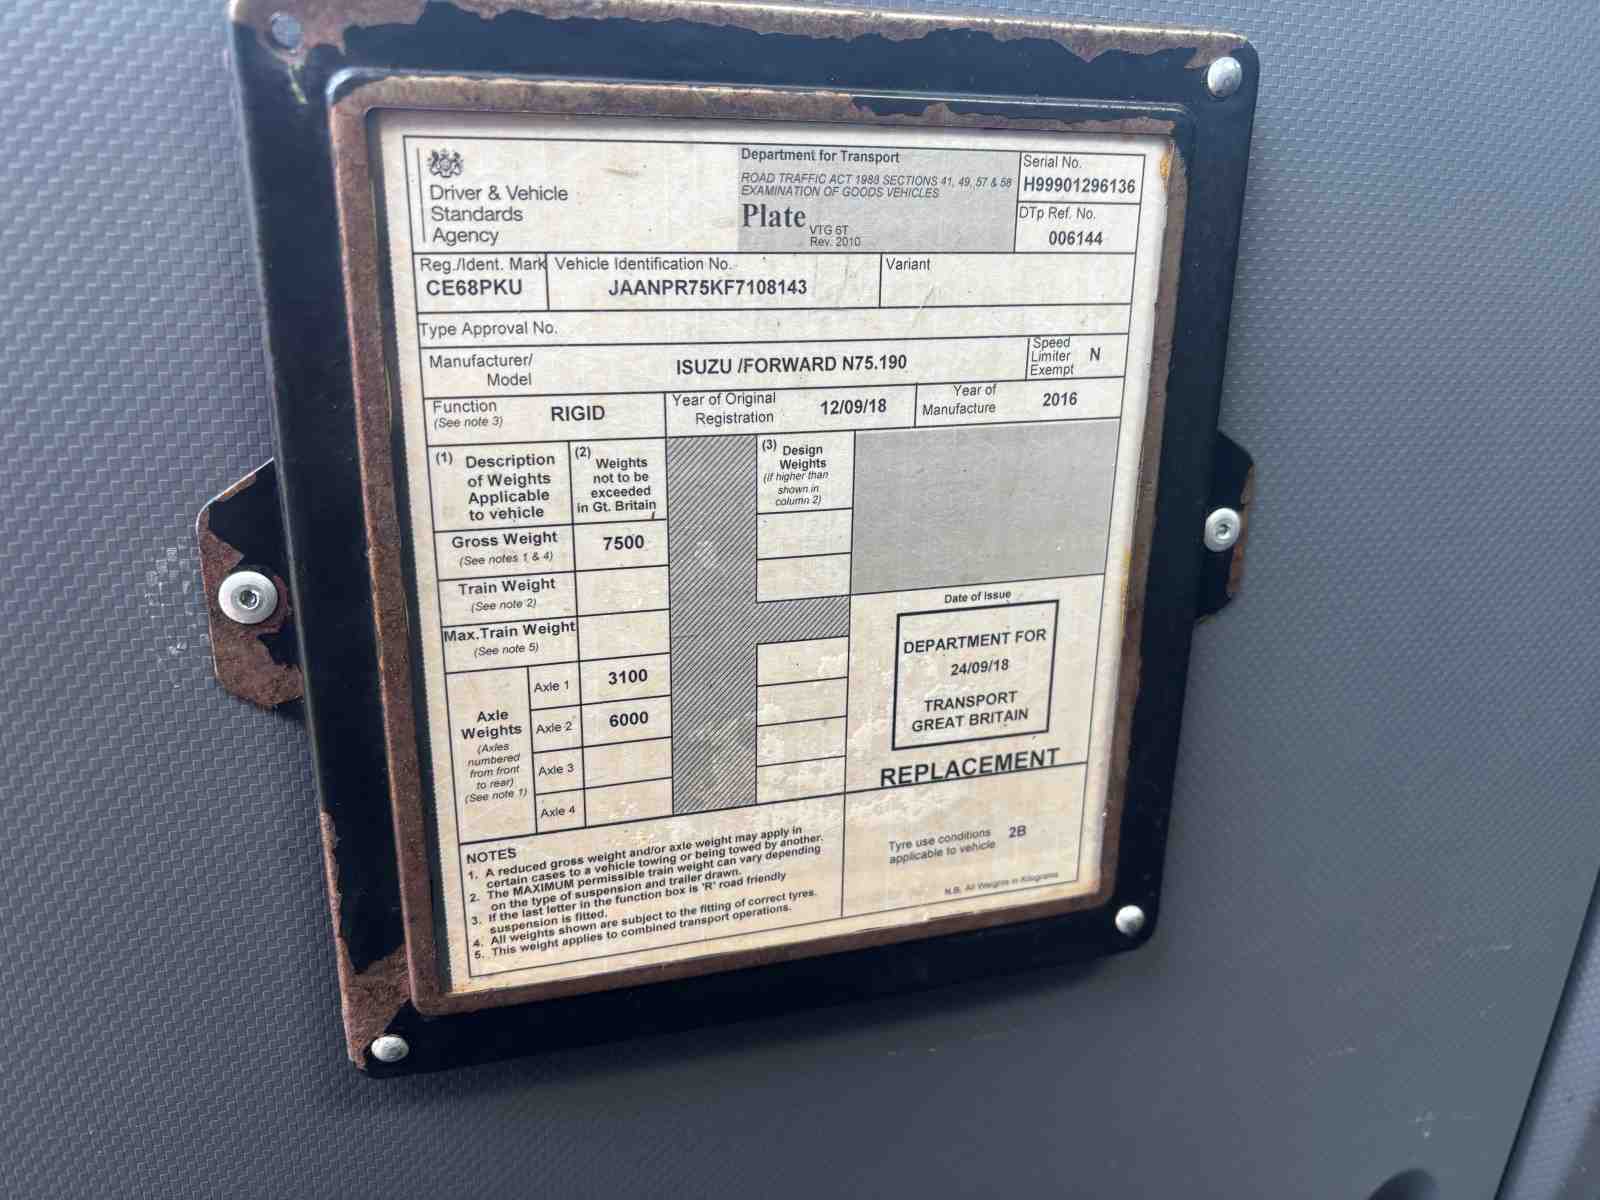 Driver & Vehicle
Standards
Agency
Department for Transport
ROAD TRAFFIC ACT 1988 SECTIONS 41, 49, 57 & 58
EXAMINATION OF GOODS VEHICLES
Plate VTG 6T
Rev. 2010
Serial No.
H99901296136
DTp Ref. No.
006144
Reg./Ident. Mark
CE68PKU
Vehicle Identification No.
JAANPR75KF7108143
Variant
Type Approval No.
Manufacturer/
Model
ISUZU /FORWARD N75.190
Speed
Limiter
Exempt
N
Function
(See note 3)
RIGID
Year of Original
Registration
12/09/18
Year of
Manufacture
2016
(1) Description
of Weights
Applicable
to vehicle
(2) Weights
not to be
exceeded
in Gt. Britain
(3) Design
Weights
(if higher than
shown in
column 2)
Gross Weight
(See notes 1 & 4)
7500
Train Weight
(See note 2)
Max.Train Weight
(See note 5)
Axle
Weights
(Axles
numbered
from front
to rear)
(See note 1)
Axle 1
3100
Axle 2
6000
Axle 3
Axle 4
Date of Issue
DEPARTMENT FOR
24/09/18
TRANSPORT
GREAT BRITAIN
REPLACEMENT
NOTES
1. A reduced gross weight and/or axle weight may apply in
certain cases to a vehicle towing or being towed by another.
2. The MAXIMUM permissible train weight can vary depending
on the type of suspension and trailer drawn.
3. If the last letter in the function box is 'R' road friendly
suspension is fitted.
4. All weights shown are subject to the fitting of correct tyres.
5. This weight applies to combined transport operations.
Tyre use conditions
applicable to vehicle
2B
N.B. All Weights in Kilograms